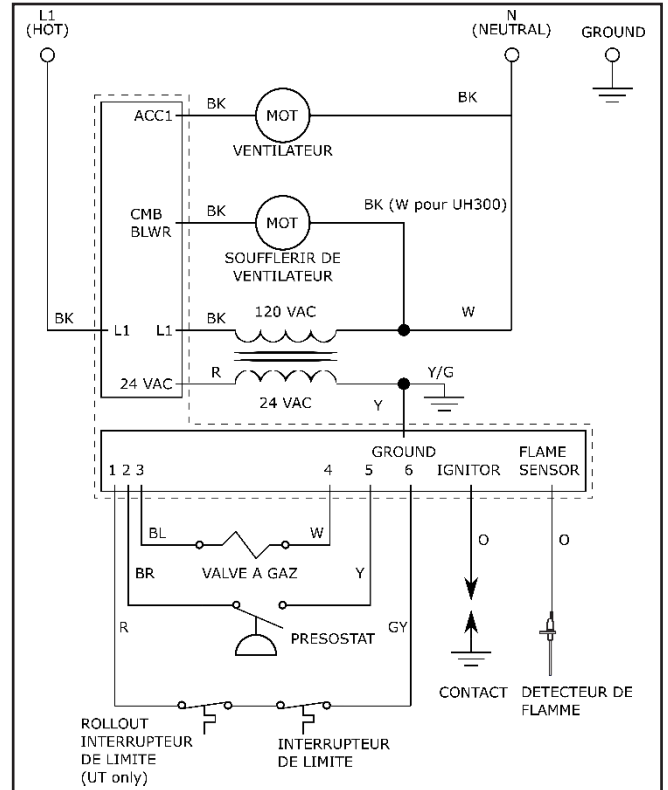 L1
(HOT)
N
(NEUTRAL)
GROUND
ACC1
BK
MOT
BK
VENTILATEUR
CMB
BLWR
BK
MOT
BK (W pour UH300)
SOUFFLERIR DE
VENTILATEUR
BK
L1
L1
BK
120 VAC
W
24 VAC
R
24 VAC
Y
Y/G
GROUND
FLAME
SENSOR
1 2 3 4 5 6 IGNITOR
BL
W
O
O
BR
VALVE A GAZ
Y
R
PRESOSTAT
GY
CONTACT
DETECTEUR DE
FLAMME
ROLLOUT
INTERRUPTEUR
DE LIMITE
(UT only)
INTERRUPTEUR
DE LIMITE